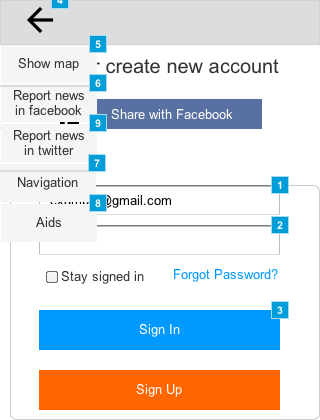 4
5
Show map
r create new account
6
Report news
in facebook
Share with Facebook
9
Report news
in twitter
7
Navigation
1
@gmail.com
8
Aids
2
Stay signed in
Forgot Password?
3
Sign In
Sign Up